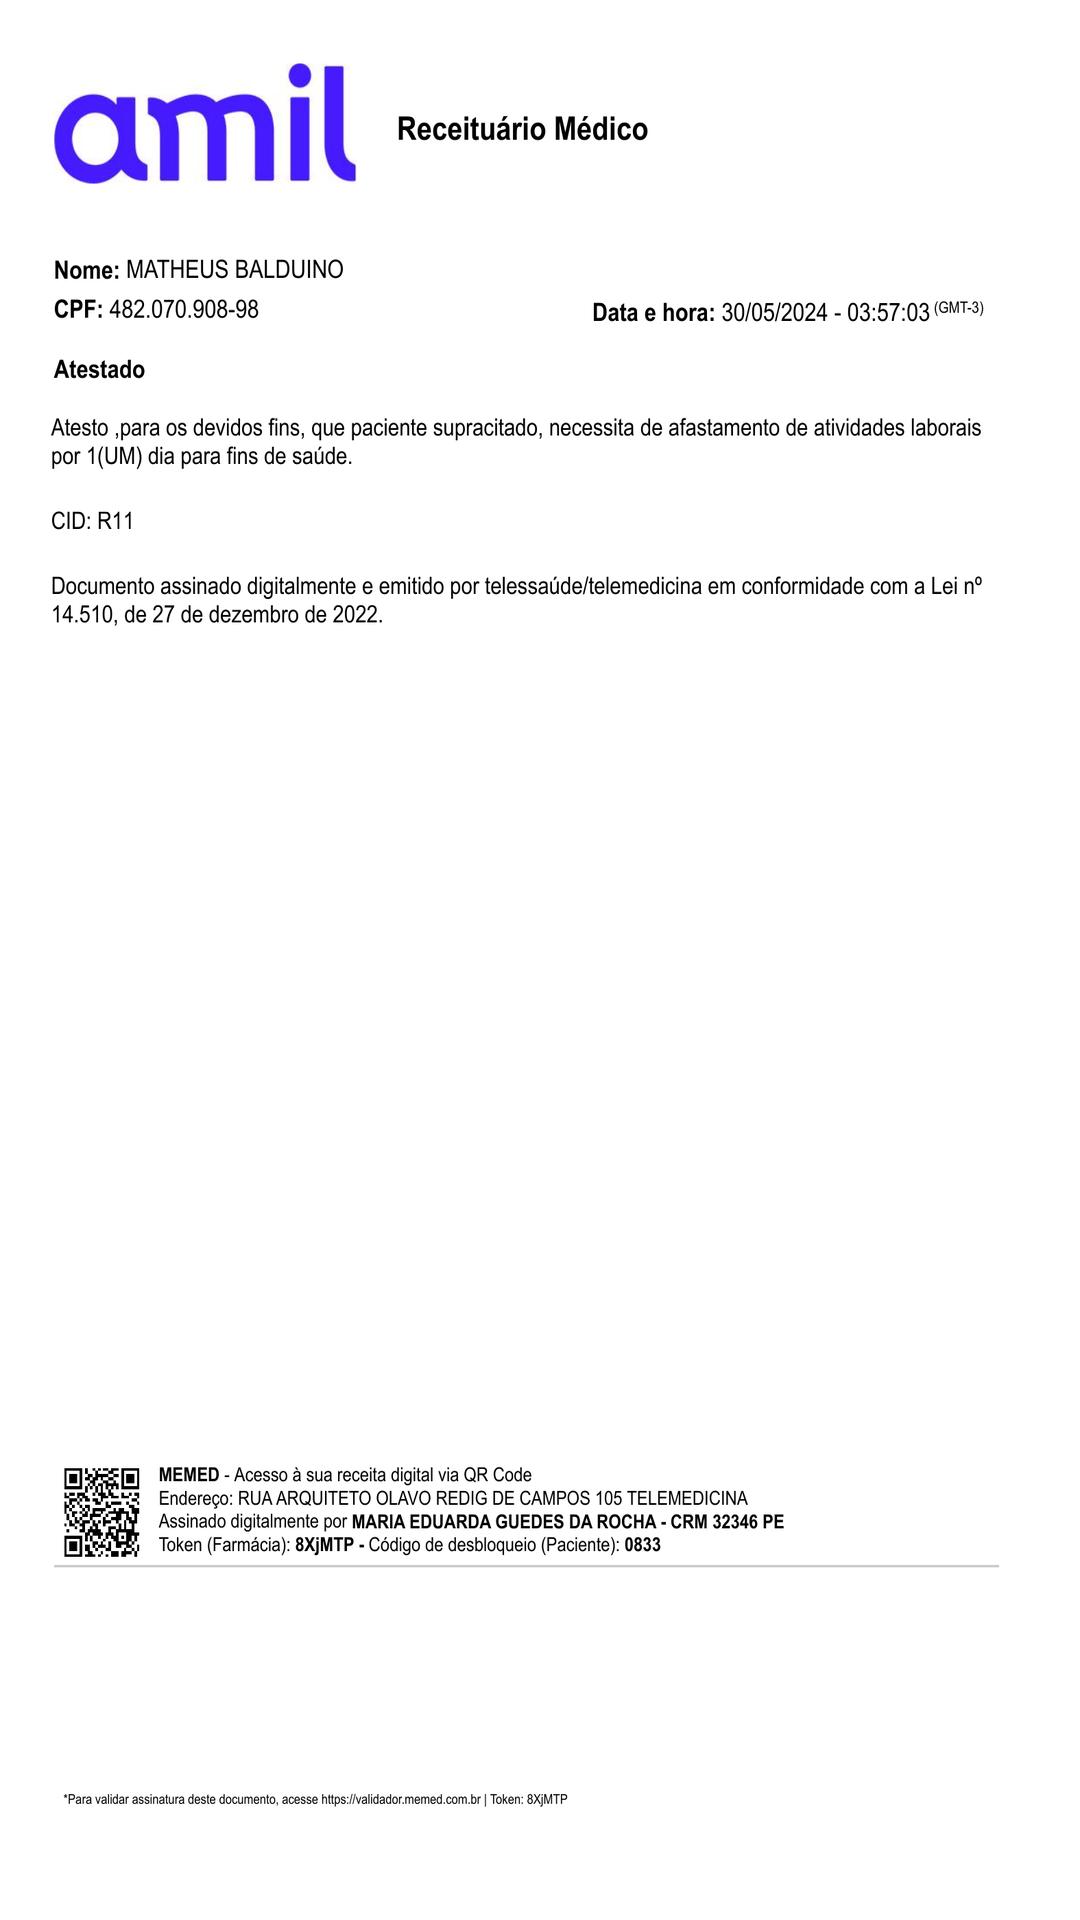 amil
Receituário Médico
Nome: MATHEUS BALDUINO
CPF: 482.070.908-98
Data e hora: 30/05/2024 - 03:57:03 (GMT-3)
Atestado
Atesto ,para os devidos fins, que paciente supracitado, necessita de afastamento de atividades laborais
por 1(UM) dia para fins de saúde.
CID: R11
Documento assinado digitalmente e emitido por telessaúde/telemedicina em conformidade com a Lei nº
14.510, de 27 de dezembro de 2022.
MEMED - Acesso à sua receita digital via QR Code
Endereço: RUA ARQUITETO OLAVO REDIG DE CAMPOS 105 TELEMEDICINA
Assinado digitalmente por MARIA EDUARDA GUEDES DA ROCHA - CRM 32346 PE
Token (Farmácia): 8XjMTP - Código de desbloqueio (Paciente): 0833
*Para validar assinatura deste documento, acesse https://validador.memed.com.br | Token: 8XjMTP